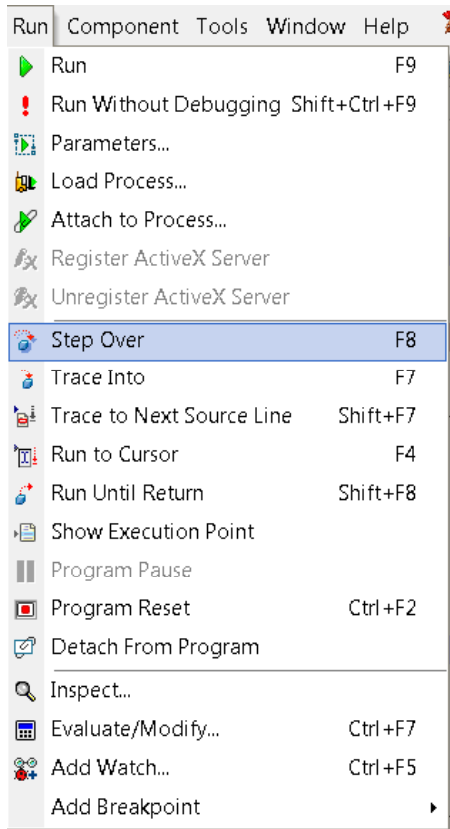 Run Component Tools Window Help
Run F9
Run Without Debugging Shift+Ctrl+F9
Parameters...
Load Process...
Attach to Process...
Register ActiveX Server
Unregister ActiveX Server
Step Over F8
Trace Into F7
Trace to Next Source Line Shift+F7
Run to Cursor F4
Run Until Return Shift+F8
Show Execution Point
Program Pause
Program Reset Ctrl+F2
Detach From Program
Inspect...
Evaluate/Modify... Ctrl+F7
Add Watch... Ctrl+F5
Add Breakpoint